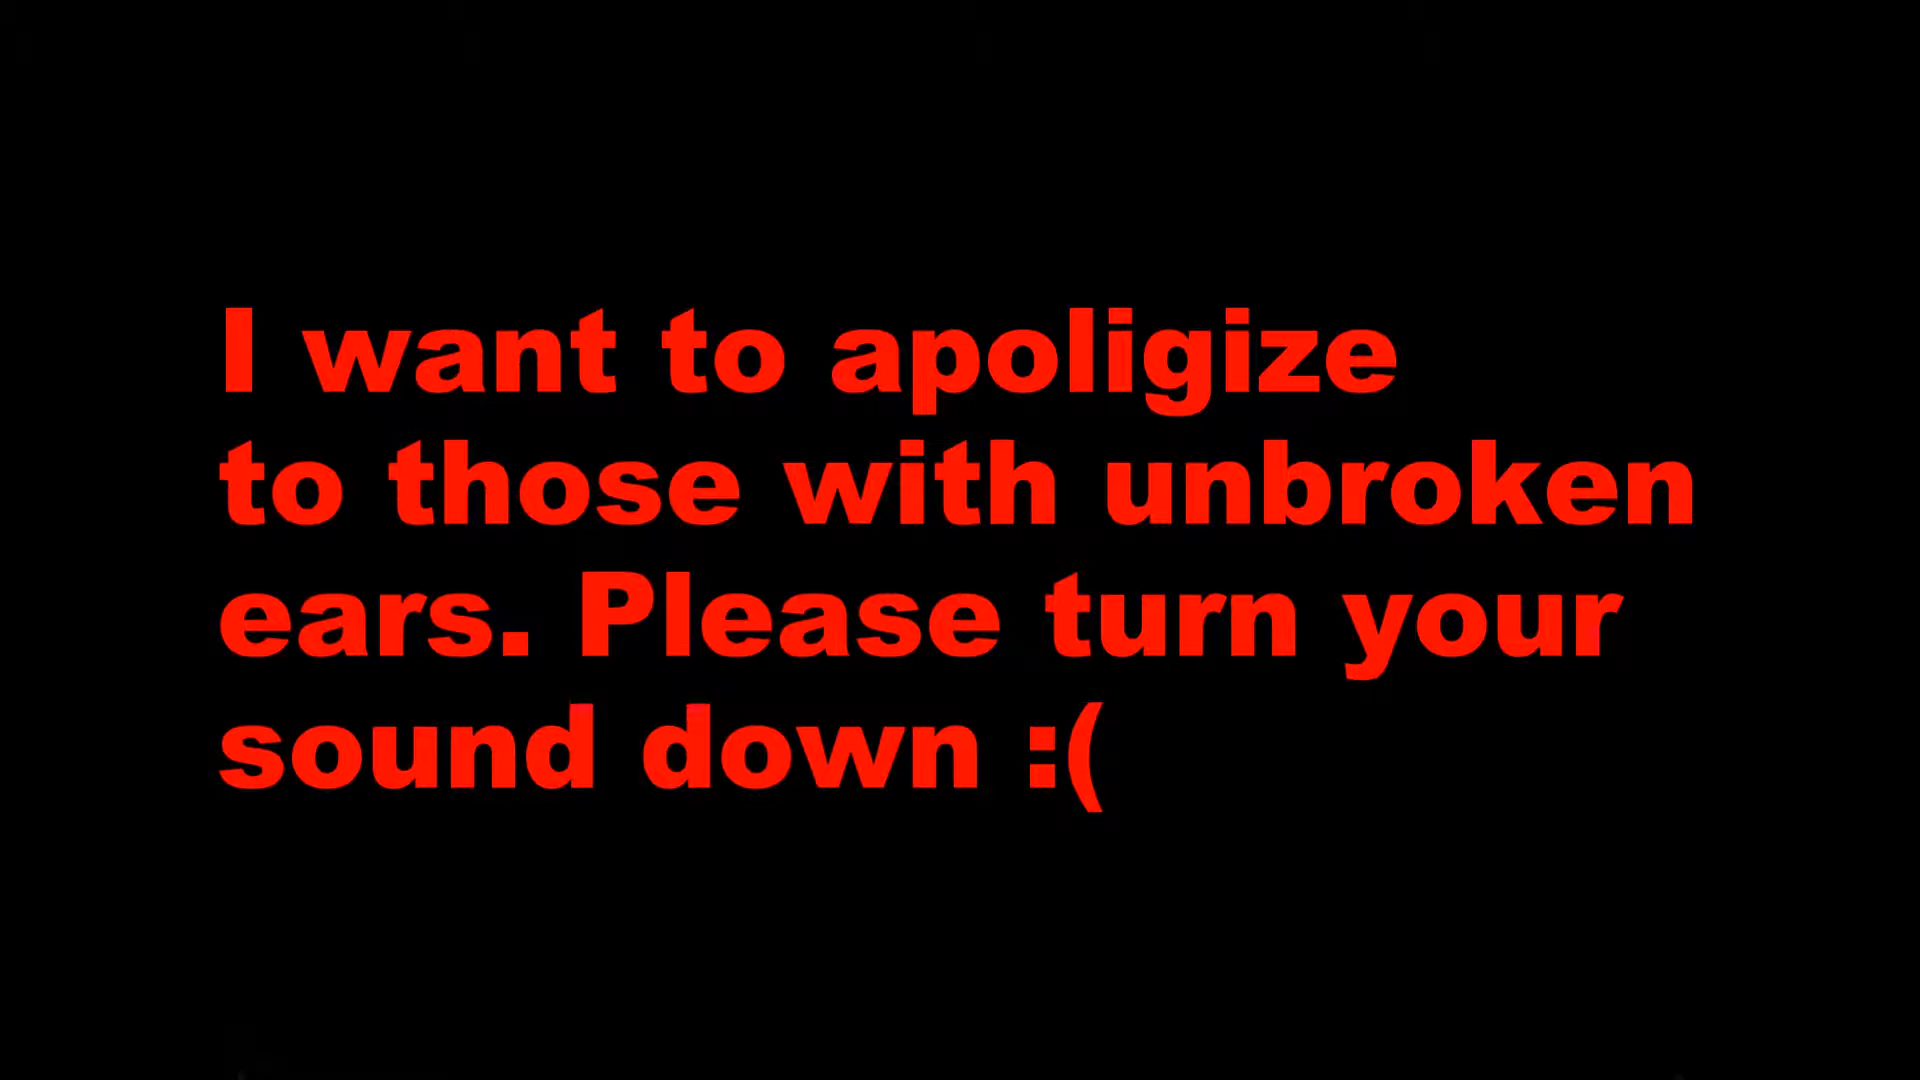 I want to apoligize
to those with unbroken
ears. Please turn your
sound down :(